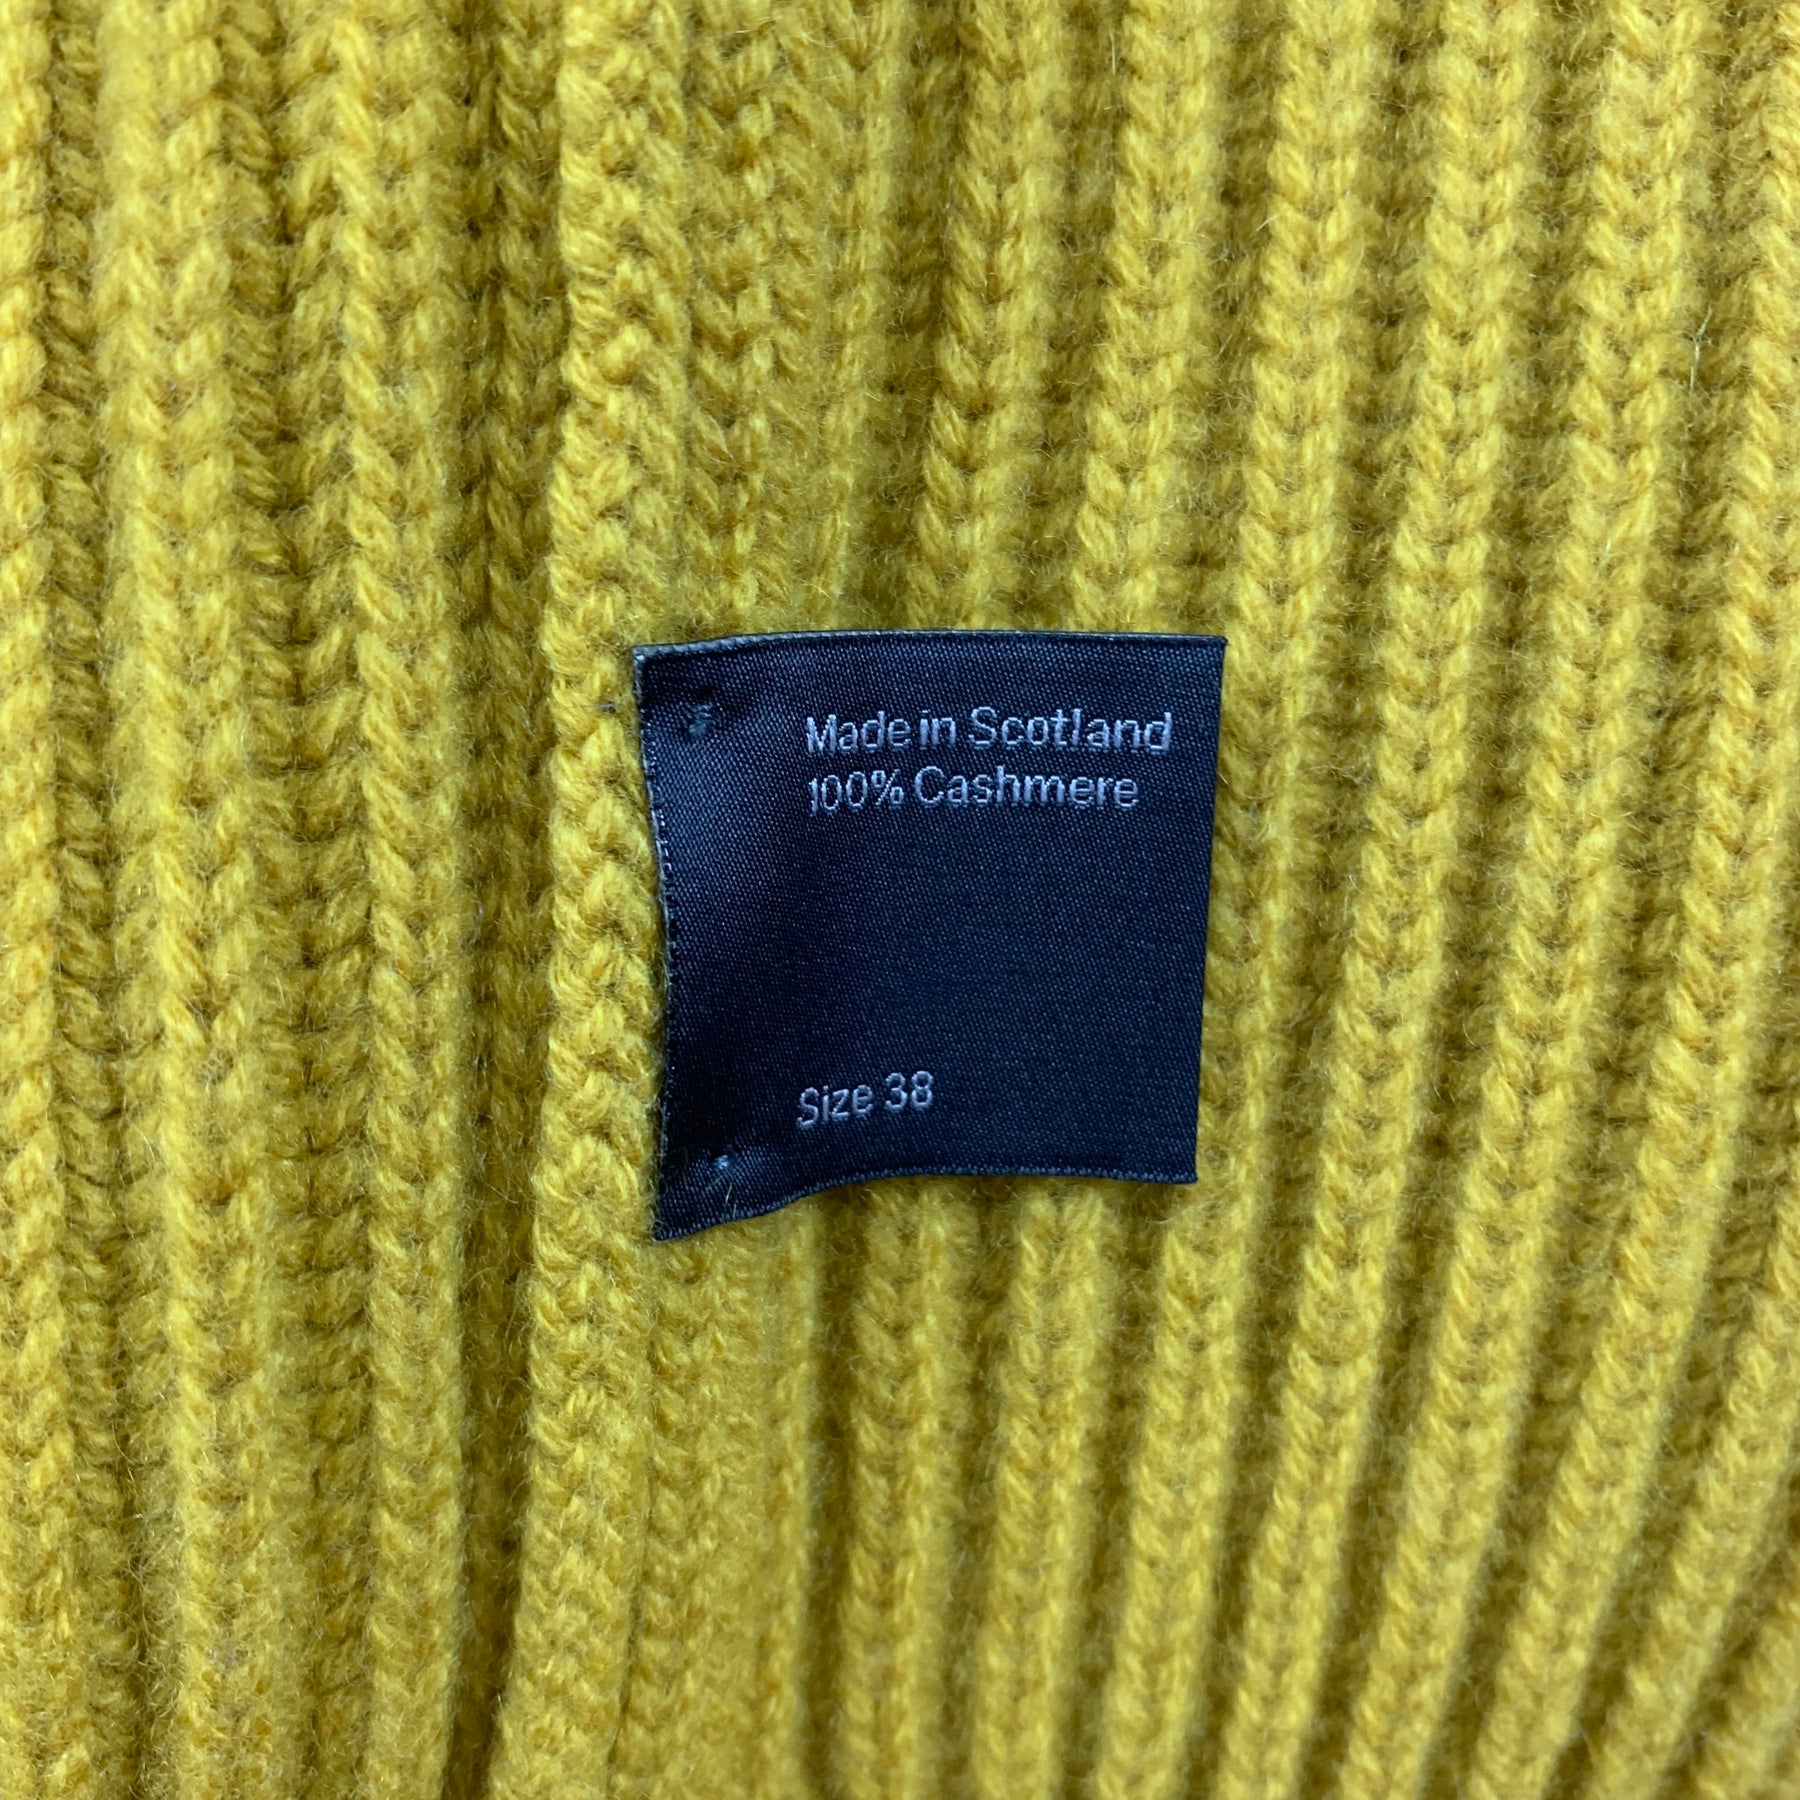 Made in Scotland
100% Cashmere
Size 38